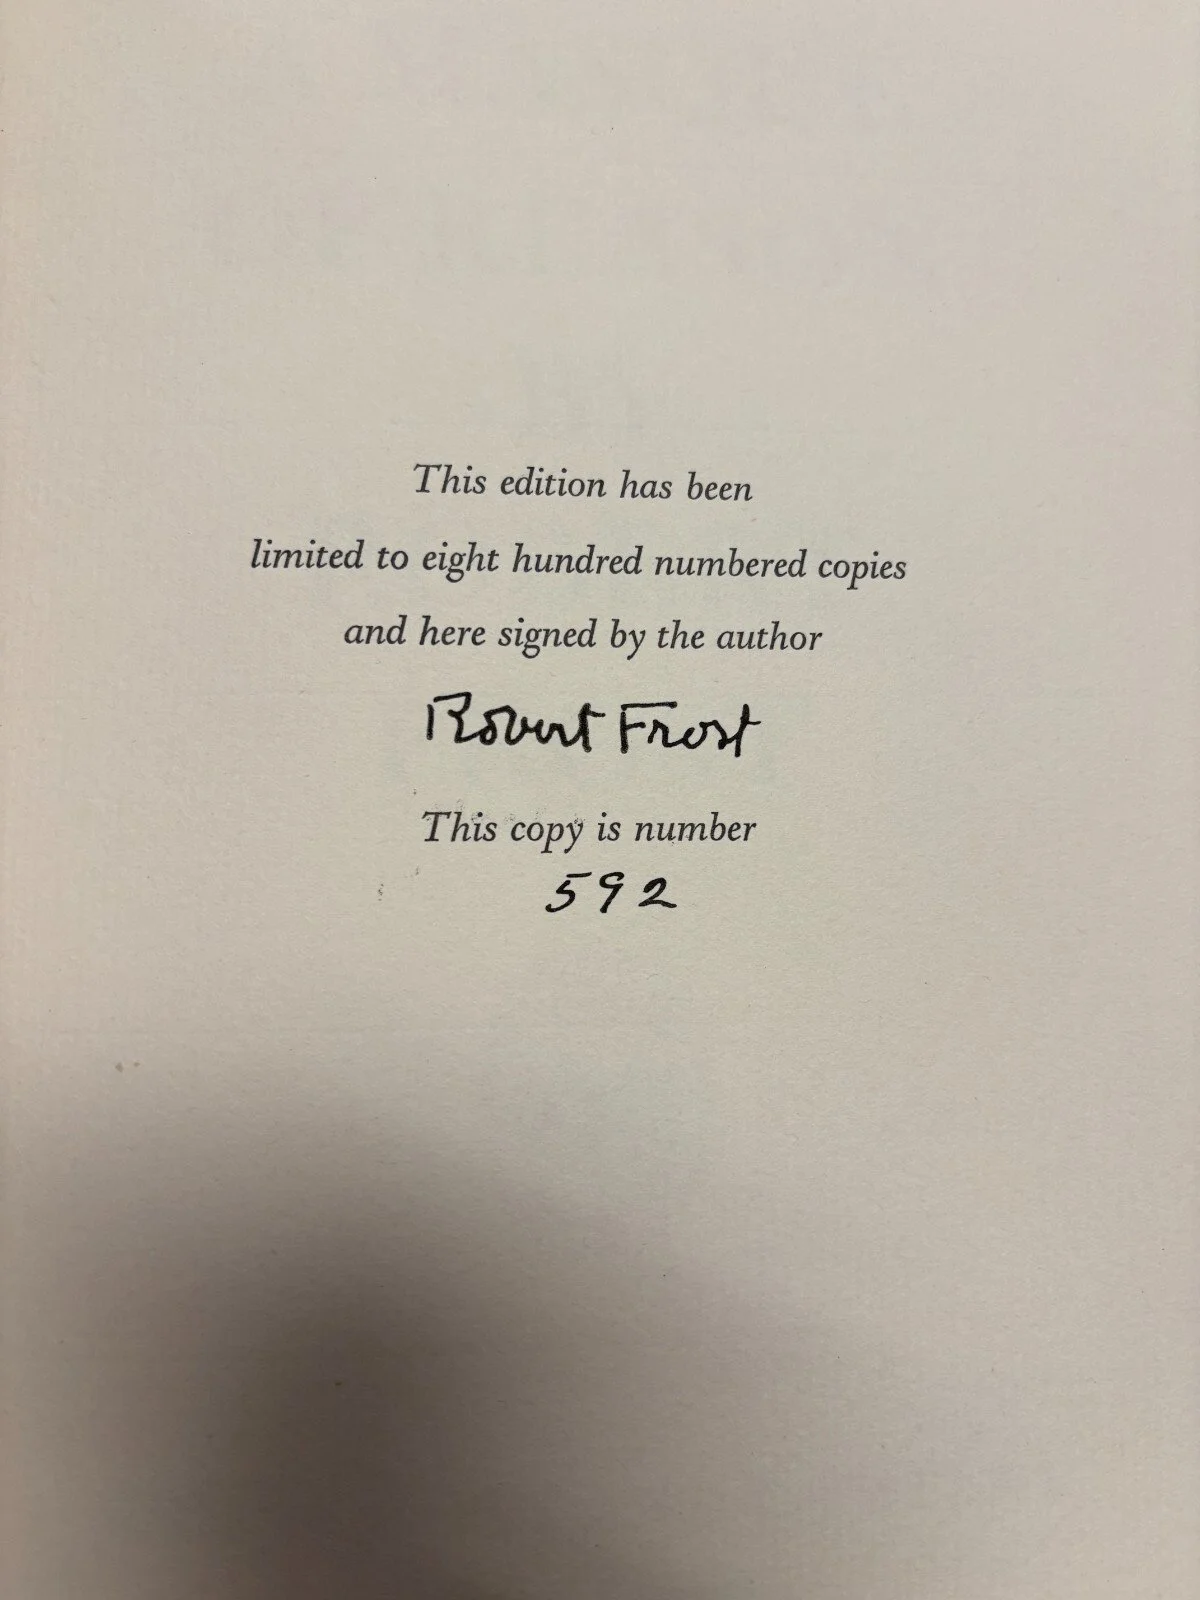 This edition has been
limited to eight hundred numbered copies
and here signed by the author
Robert Frost
This copy is number
592